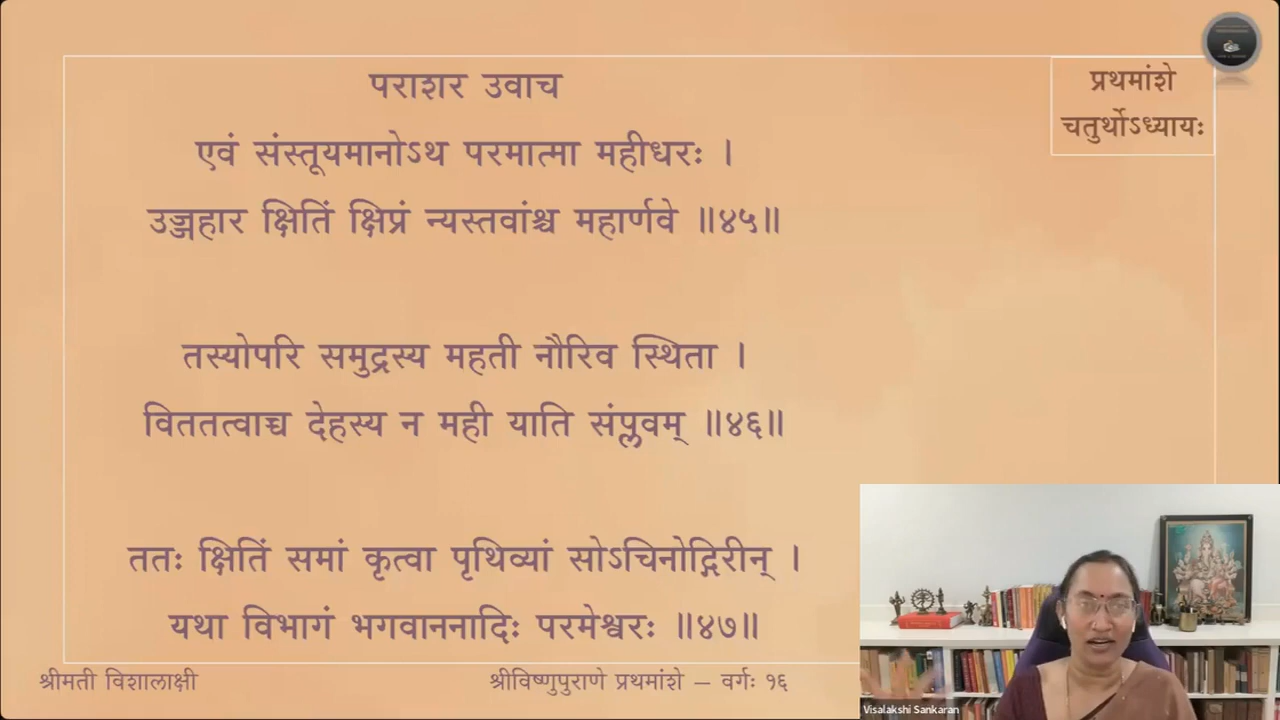 पराशर उवाच
प्रथमांशे
चतुर्थोऽध्यायः
एवं संस्तूयमानोऽथ परमात्मा महीधरः ।
उज्जहार क्षितिं क्षिप्रं न्यस्तवांश्च महार्णवे ॥४५॥
तस्योपरि समुद्रस्य महती नौरिव स्थिता ।
विततत्वाच्च देहस्य न मही याति संप्लवम् ॥४६॥
ततः क्षितिं समां कृत्वा पृथिव्यां सोऽचिनोद्गिरीन् ।
यथा विभागं भगवाननादिः परमेश्वरः ॥४७॥
श्रीमती विशालाक्षी
श्रीविष्णुपुराणे प्रथमांशे – वर्गः १६
Visalakshi Sankaran